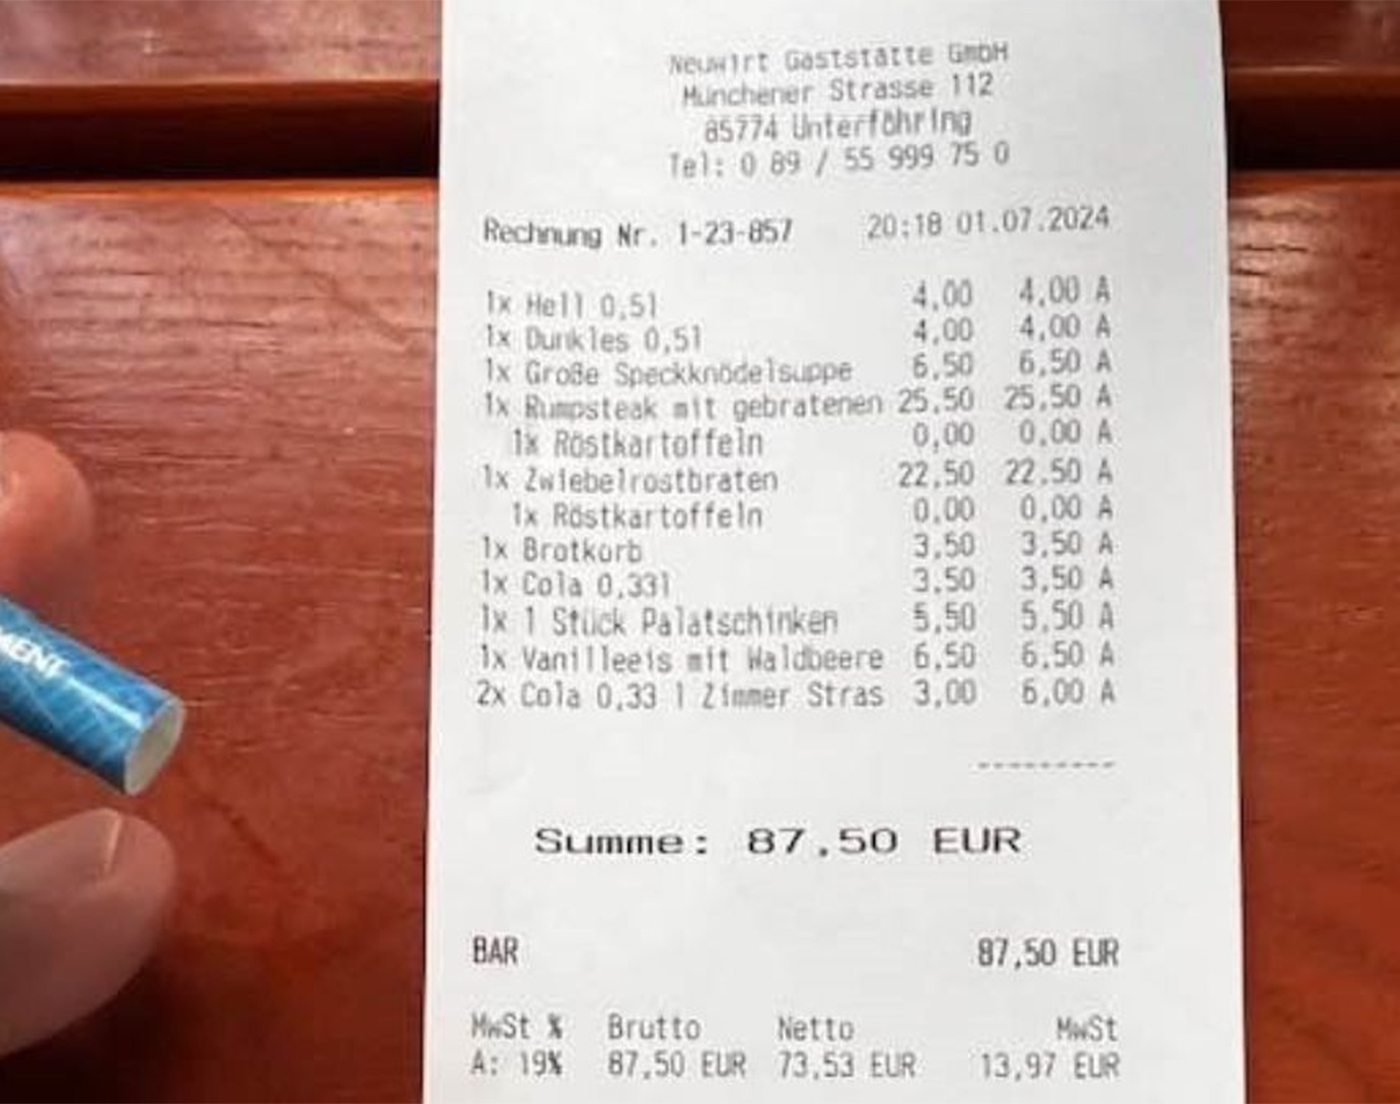 Neuwirt Gaststätte GmbH
Münchener Strasse 112
85774 Unterföhring
Tel: 0 89 / 55 999 75 0
Rechnung Nr. 1-23-857 20:18 01.07.2024
1x Hell 0,5l 4,00 4,00 A
1x Dunkles 0,5l 4,00 4,00 A
1x Große Speckknödelsuppe 6,50 6,50 A
1x Rumpsteak mit gebratenen 25,50 25,50 A
1x Röstkartoffeln 0,00 0,00 A
1x Zwiebelrostbraten 22,50 22,50 A
1x Röstkartoffeln 0,00 0,00 A
1x Brotkorb 3,50 3,50 A
1x Cola 0,33l 3,50 3,50 A
1x 1 Stück Palatschinken 5,50 5,50 A
1x Vanilleeis mit Waldbeere 6,50 6,50 A
2x Cola 0,33 l Zimmer Stras 3,00 6,00 A
---------
Summe: 87,50 EUR
BAR 87,50 EUR
MwSt % Brutto Netto MwSt
A: 19% 87,50 EUR 73,53 EUR 13,97 EUR